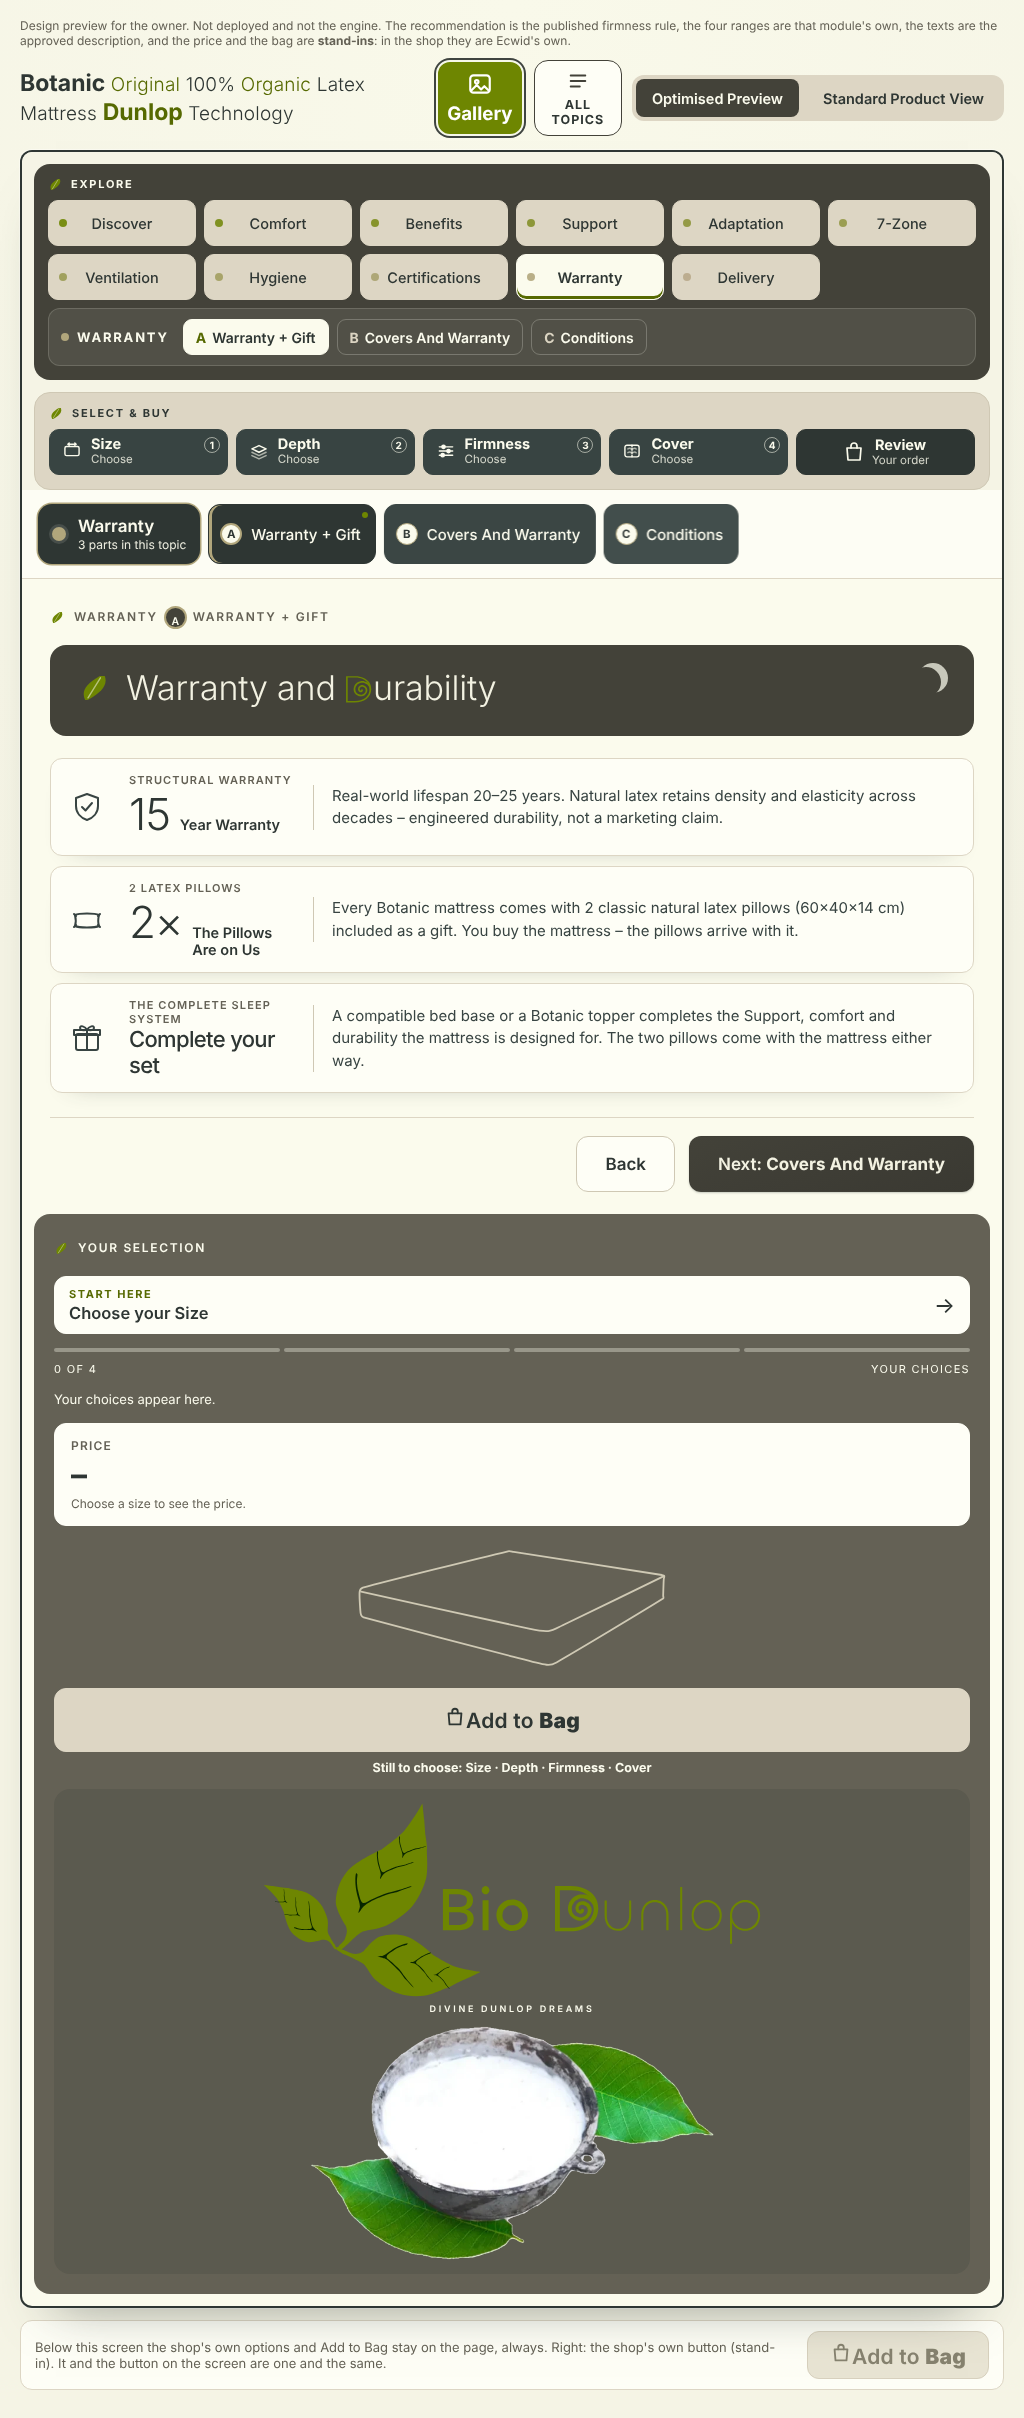 Design preview for the owner. Not deployed and not the engine. The recommendation is the published firmness rule, the four ranges are that module's own, the texts are the
approved description, and the price and the bag are stand-ins: in the shop they are Ecwid's own.
Botanic Original 100% Organic Latex
Mattress Dunlop Technology
Gallery
ALL
TOPICS
Optimised Preview
Standard Product View
EXPLORE
Discover
Comfort
Benefits
Support
Adaptation
7-Zone
Ventilation
Hygiene
Certifications
Warranty
Delivery
WARRANTY
A Warranty + Gift
B Covers And Warranty
C Conditions
SELECT & BUY
Size
Choose
1
Depth
Choose
2
Firmness
Choose
3
Cover
Choose
4
Review
Your order
Warranty
3 parts in this topic
A Warranty + Gift
B Covers And Warranty
C Conditions
WARRANTY A WARRANTY + GIFT
Warranty and Durability
STRUCTURAL WARRANTY
15 Year Warranty
Real-world lifespan 20–25 years. Natural latex retains density and elasticity across
decades – engineered durability, not a marketing claim.
2 LATEX PILLOWS
2× The Pillows
Are on Us
Every Botanic mattress comes with 2 classic natural latex pillows (60×40×14 cm)
included as a gift. You buy the mattress – the pillows arrive with it.
THE COMPLETE SLEEP
SYSTEM
Complete your
set
A compatible bed base or a Botanic topper completes the Support, comfort and
durability the mattress is designed for. The two pillows come with the mattress either
way.
Back
Next: Covers And Warranty
YOUR SELECTION
START HERE
Choose your Size
0 OF 4
YOUR CHOICES
Your choices appear here.
PRICE
–
Choose a size to see the price.
Add to Bag
Still to choose: Size · Depth · Firmness · Cover
Bio Dunlop
DIVINE DUNLOP DREAMS
Below this screen the shop's own options and Add to Bag stay on the page, always. Right: the shop's own button (stand-
in). It and the button on the screen are one and the same.
Add to Bag